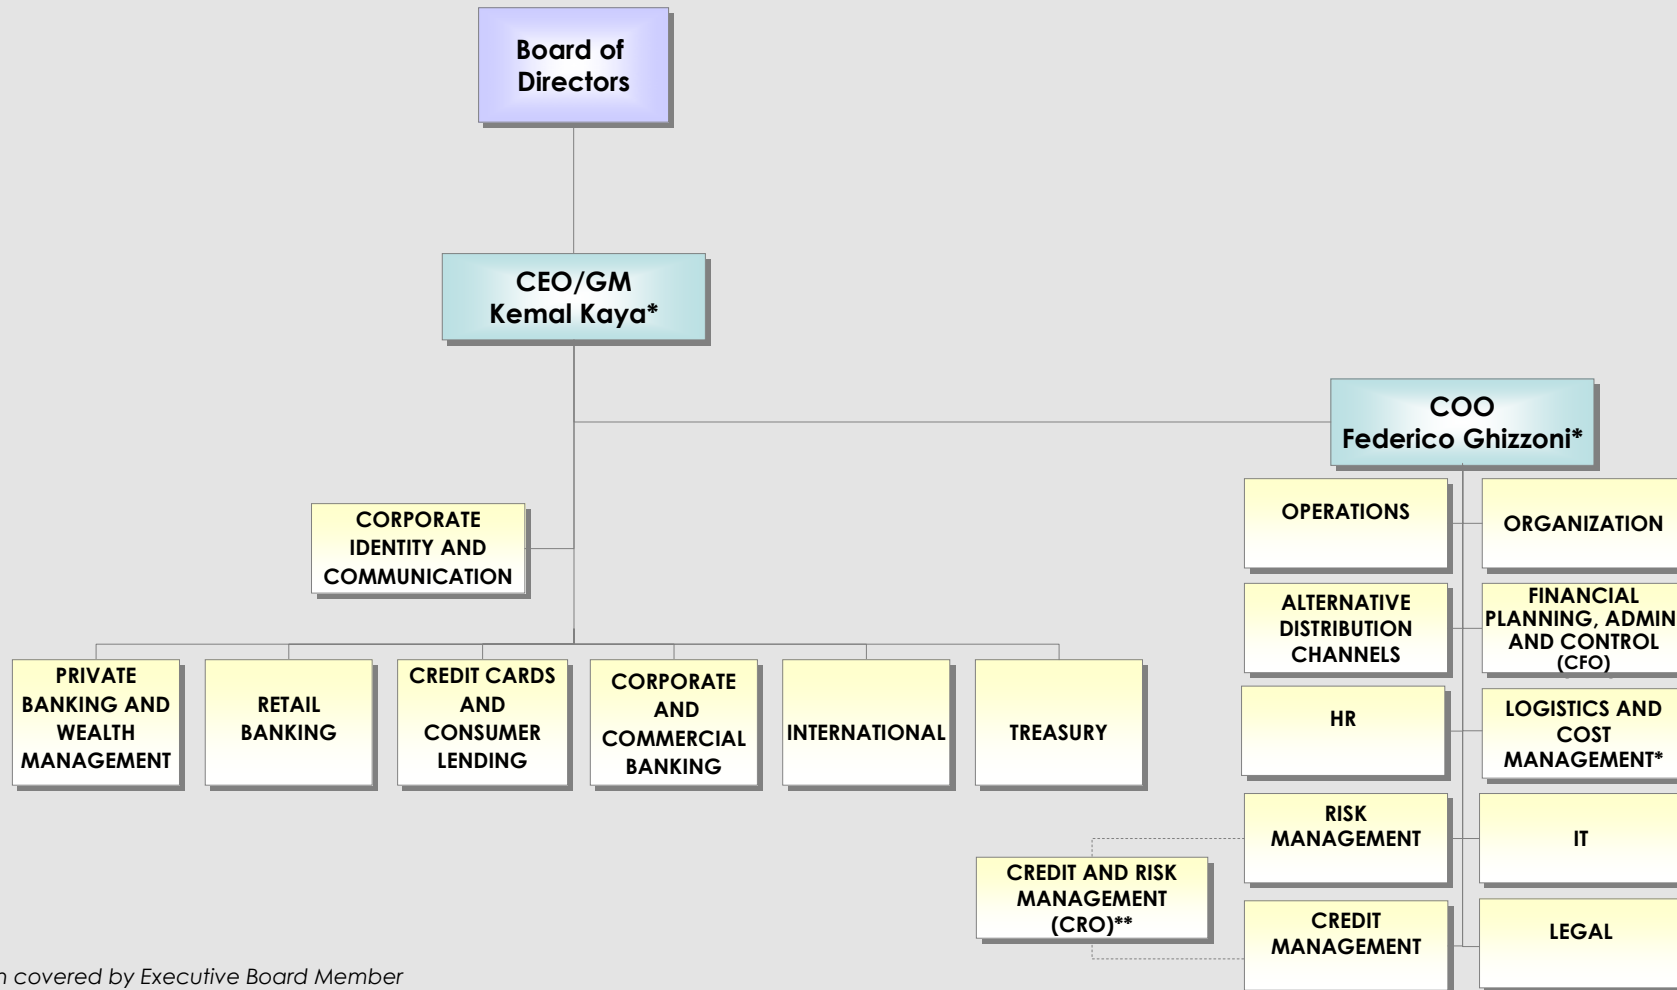 Board of
Directors
CEO/GM
Kemal Kaya*
COO
Federico Ghizzoni*
OPERATIONS
ORGANIZATION
CORPORATE
IDENTITY AND
COMMUNICATION
ALTERNATIVE
DISTRIBUTION
CHANNELS
FINANCIAL
PLANNING, ADMIN
AND CONTROL
(CFO)
PRIVATE
BANKING AND
WEALTH
MANAGEMENT
RETAIL
BANKING
CREDIT CARDS
AND
CONSUMER
LENDING
CORPORATE
AND
COMMERCIAL
BANKING
INTERNATIONAL
TREASURY
HR
LOGISTICS AND
COST
MANAGEMENT*
RISK
MANAGEMENT
IT
CREDIT AND RISK
MANAGEMENT
(CRO)**
CREDIT
MANAGEMENT
LEGAL
covered by Executive Board Member